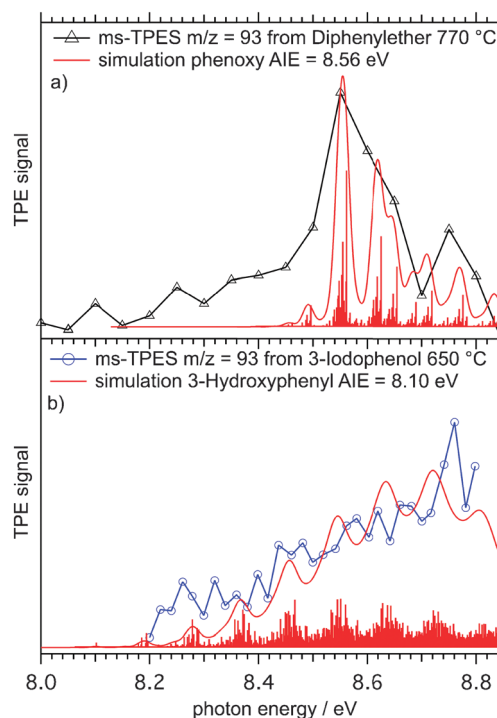 ms-TPES m/z = 93 from Diphenylether 770 °C
simulation phenoxy AIE = 8.56 eV
a)
TPE signal
ms-TPES m/z = 93 from 3-Iodophenol 650 °C
simulation 3-Hydroxyphenyl AIE = 8.10 eV
b)
TPE signal
8.0 8.2 8.4 8.6 8.8
photon energy / eV